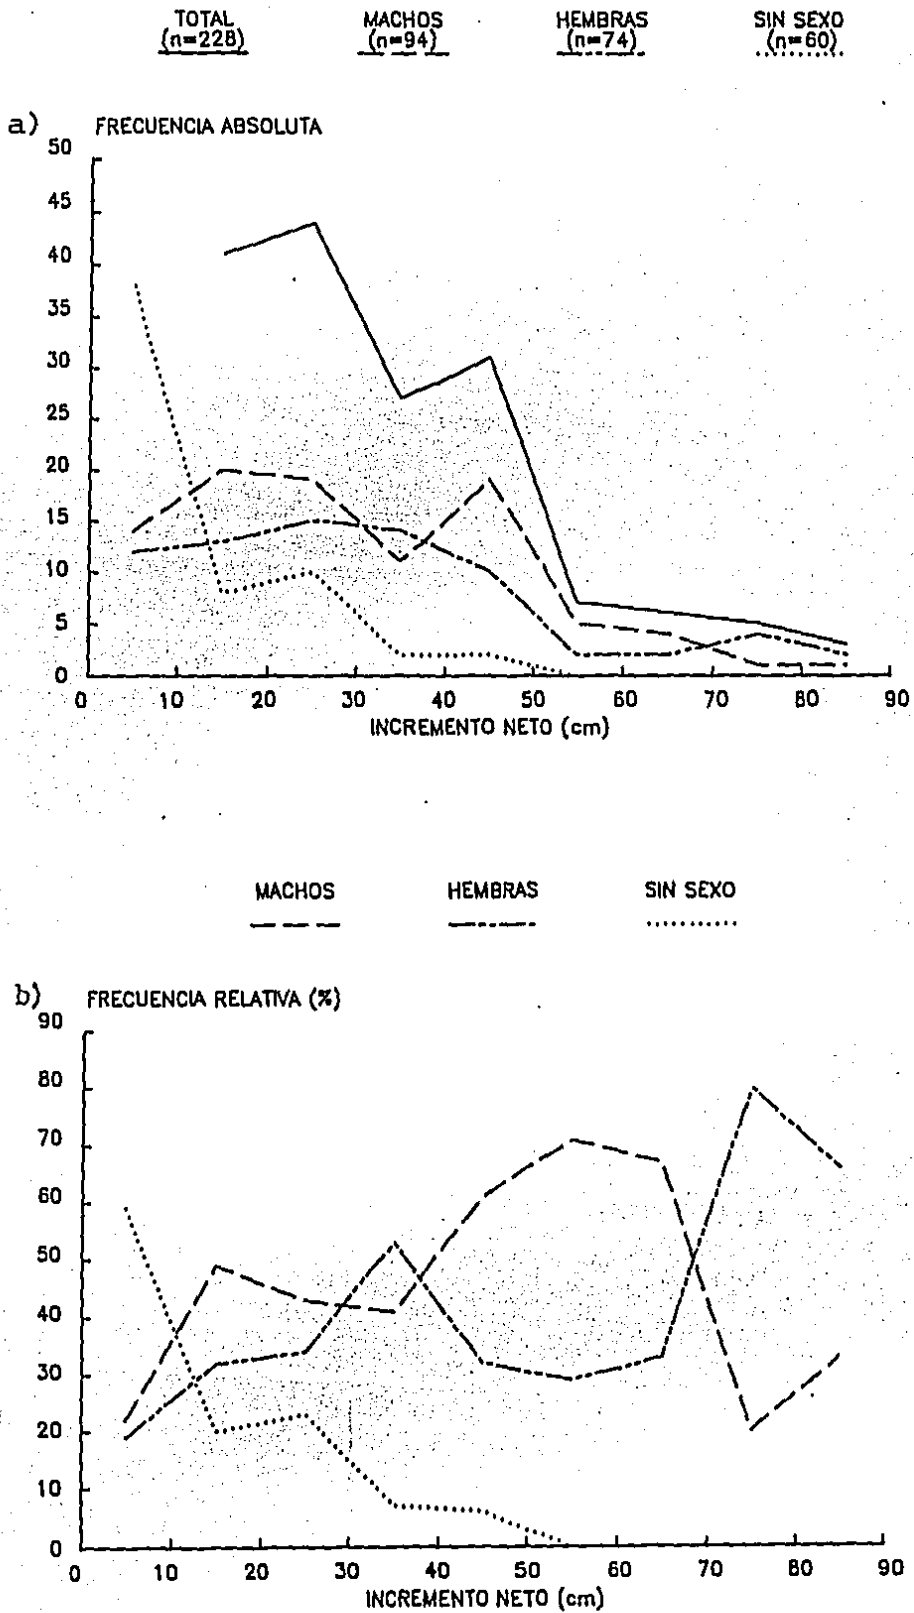 TOTAL MACHOS HEMBRAS SIN SEXO
(n=228) (n=94) (n=74) (n=60)
a) FRECUENCIA ABSOLUTA
50
45
40
35
30
25
20
15
10
5
0
0 10 20 30 40 50 60 70 80 90
INCREMENTO NETO (cm)
MACHOS HEMBRAS SIN SEXO
b) FRECUENCIA RELATIVA (%)
90
80
70
60
50
40
30
20
10
0
0 10 20 30 40 50 60 70 80 90
INCREMENTO NETO (cm)